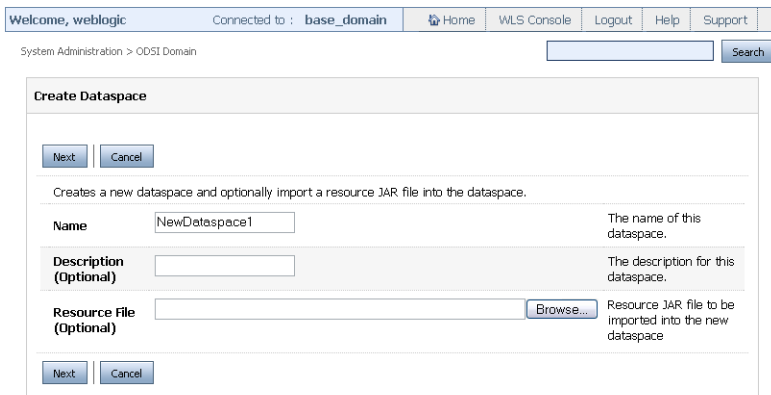 Welcome, weblogic Connected to : base_domain Home WLS Console Logout Help Support
System Administration > ODSI Domain Search
Create Dataspace
Next Cancel
Creates a new dataspace and optionally import a resource JAR file into the dataspace.
Name NewDataspace1 The name of this
dataspace.
Description The description for this
(Optional) dataspace.
Resource File Browse... Resource JAR file to be
(Optional) imported into the new
dataspace
Next Cancel